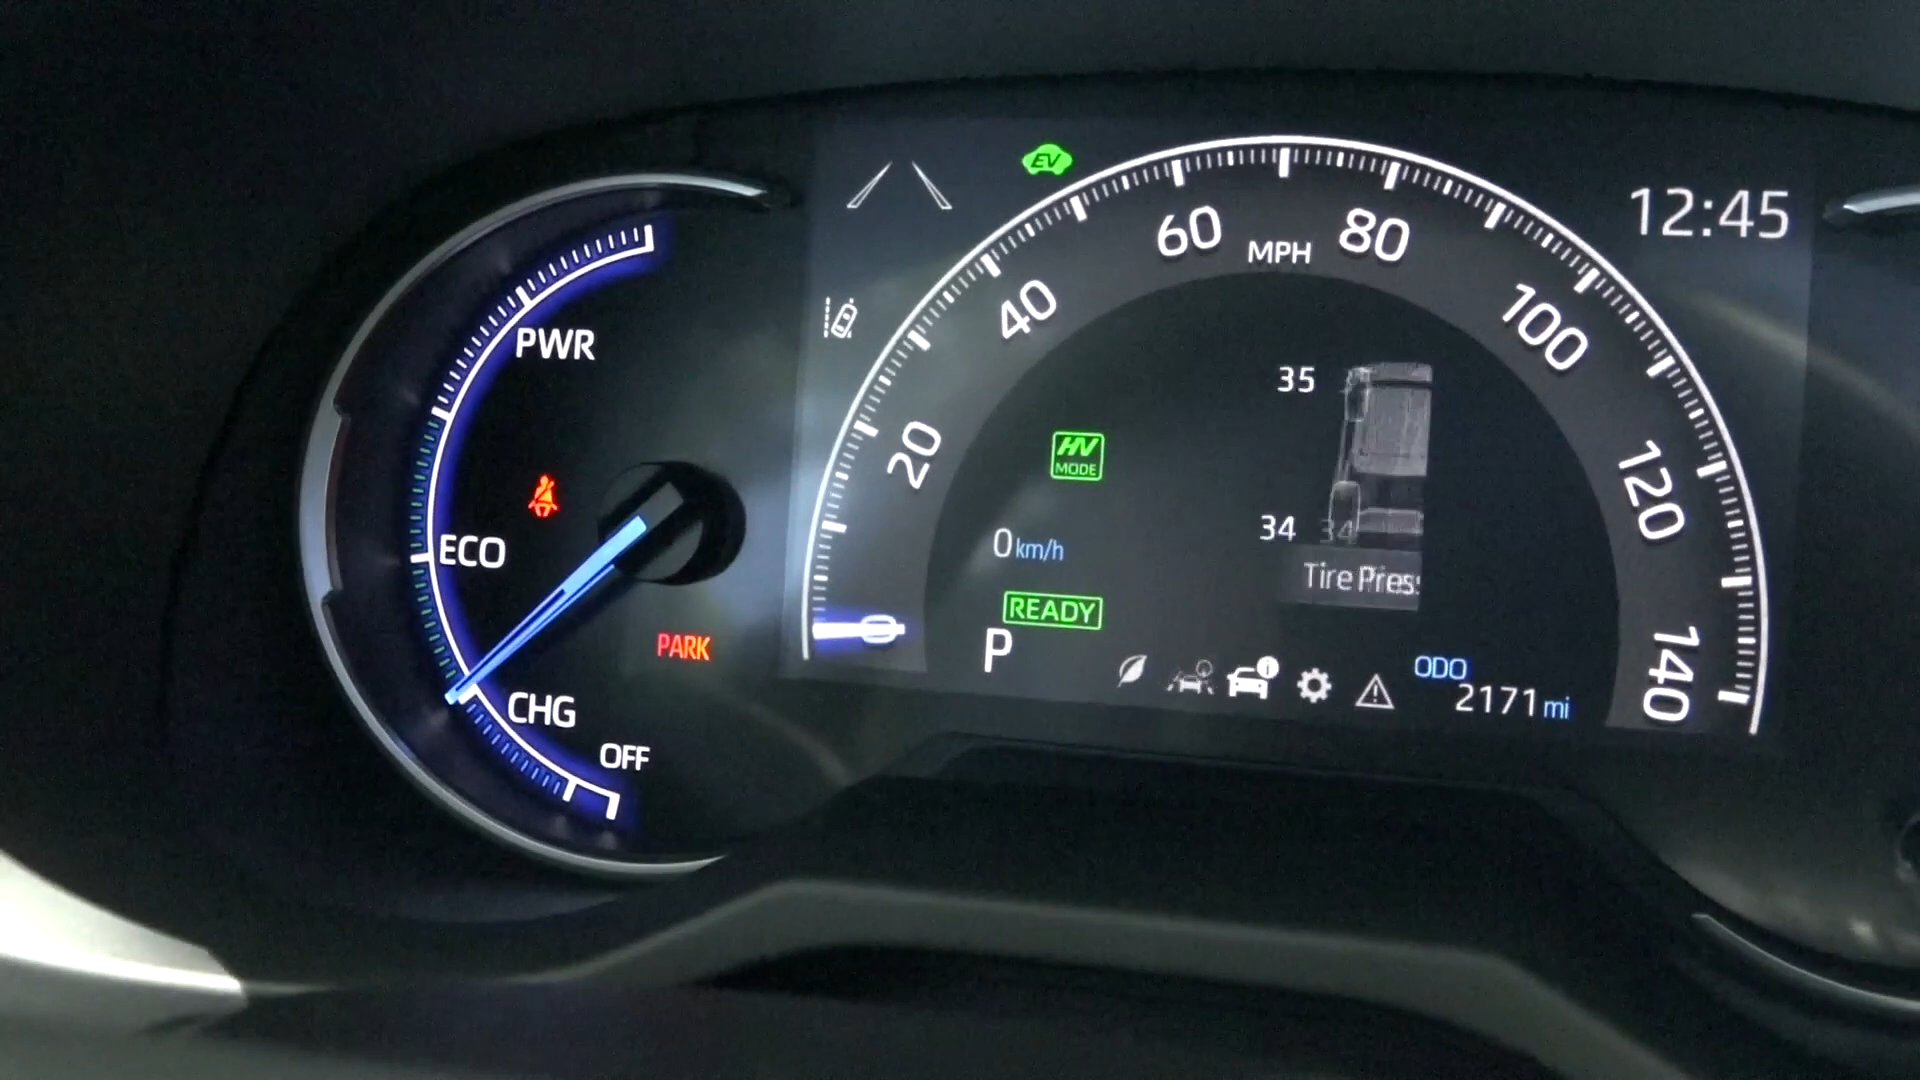 EV
12:45
60
80
MPH
40
100
PWR
35
20
HV
MODE
120
34
34
0 km/h
ECO
Tire Pres
READY
PARK
P
140
ODO
2171 mi
CHG
OFF